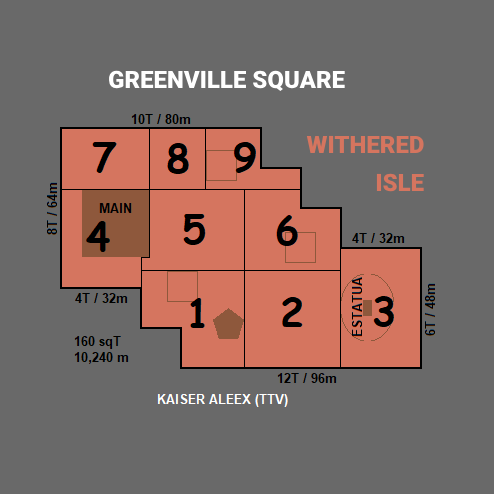 GREENVILLE SQUARE
10T / 80m
WITHERED
ISLE
7
8
9
8T / 64m
MAIN
4
5
6
4T / 32m
4T / 32m
ESTATUA
1
2
3
6T / 48m
160 sqT
10,240 m
12T / 96m
KAISER ALEEX (TTV)